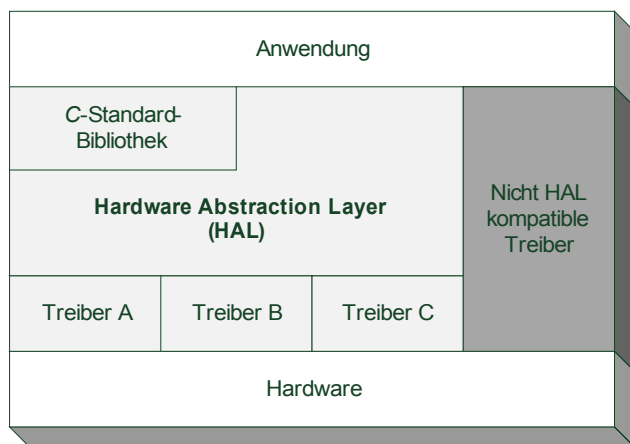 Anwendung
C-Standard-
Bibliothek
Hardware Abstraction Layer
(HAL)
Nicht HAL
kompatible
Treiber
Treiber A
Treiber B
Treiber C
Hardware